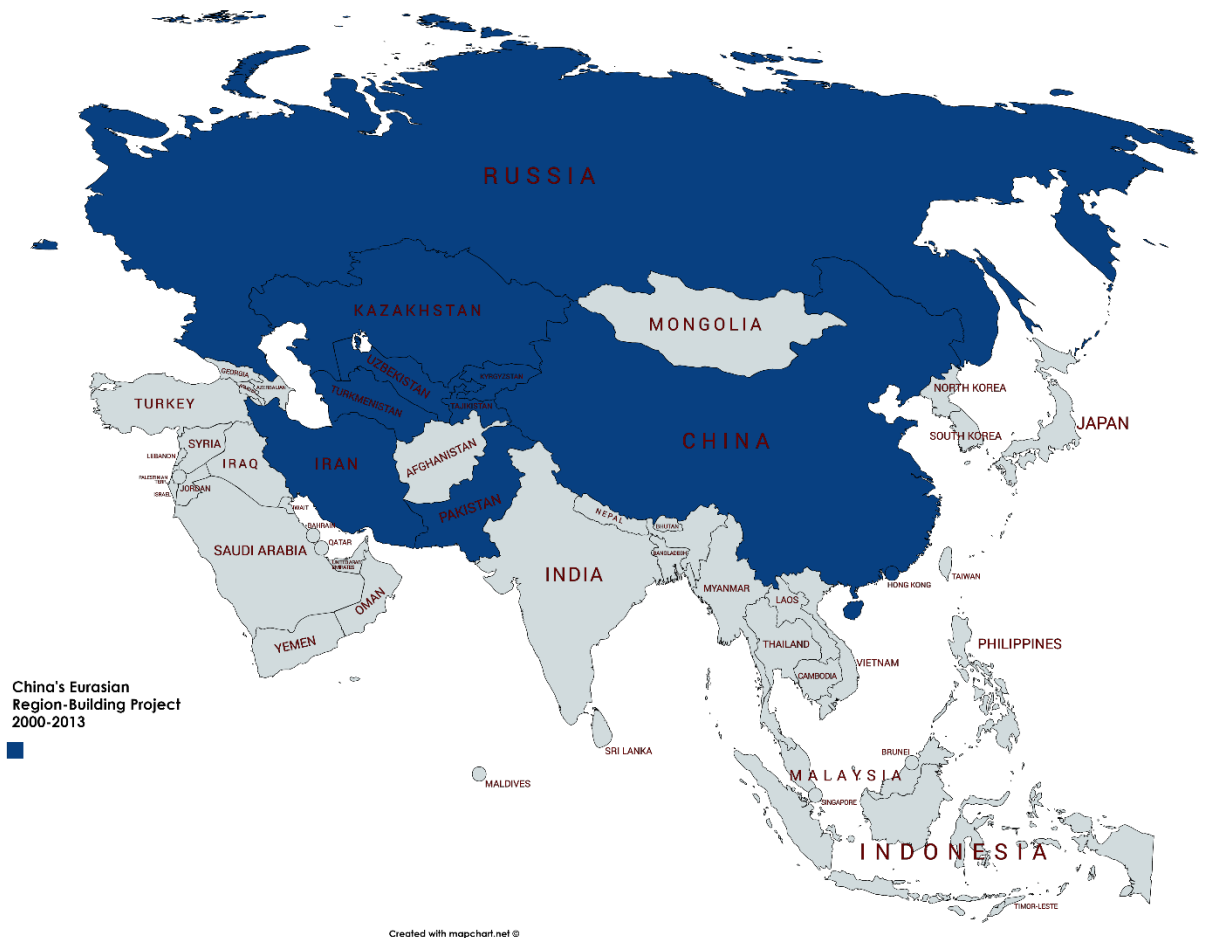 RUSSIA
KAZAKHSTAN
MONGOLIA
UZBEKISTAN
KYRGYZSTAN
TURKMENISTAN
TAJIKISTAN
GEORGIA
AZERBAIJAN
TURKEY
NORTH KOREA
SOUTH KOREA
JAPAN
CHINA
SYRIA
LEBANON
IRAQ
IRAN
AFGHANISTAN
PALESTINIAN
TERR.
ISRAEL
JORDAN
PAKISTAN
NEPAL
BHUTAN
BANGLADESH
BAHRAIN
QATAR
SAUDI ARABIA
UNITED ARAB
EMIRATES
OMAN
YEMEN
INDIA
MYANMAR
LAOS
HONG KONG
TAIWAN
THAILAND
VIETNAM
CAMBODIA
PHILIPPINES
China's Eurasian
Region-Building Project
2000-2013
SRI LANKA
MALDIVES
BRUNEI
MALAYSIA
SINGAPORE
INDONESIA
TIMOR-LESTE
Created with mapchart.net ©